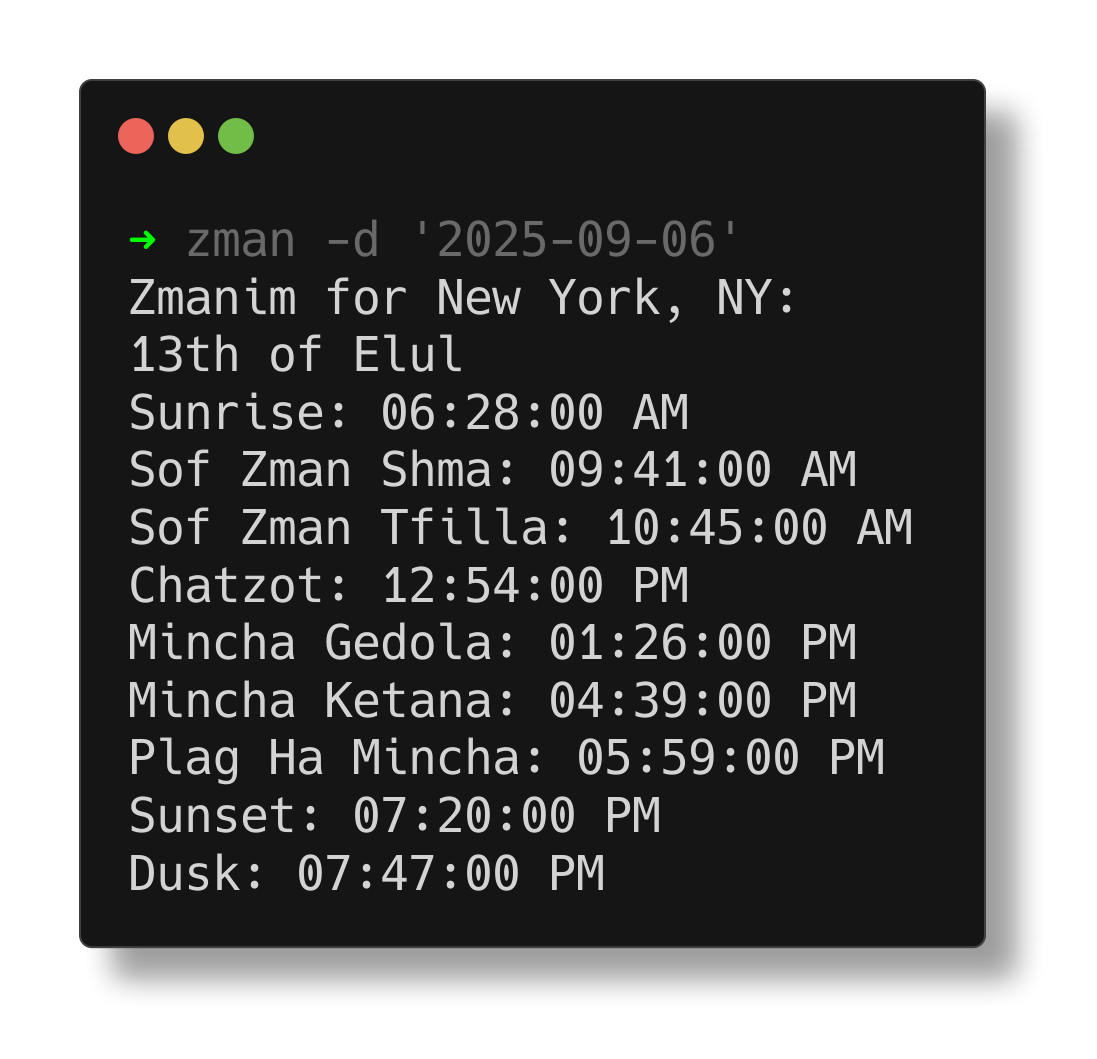 ➜ zman -d '2025-09-06'
Zmanim for New York, NY:
13th of Elul
Sunrise: 06:28:00 AM
Sof Zman Shma: 09:41:00 AM
Sof Zman Tfilla: 10:45:00 AM
Chatzot: 12:54:00 PM
Mincha Gedola: 01:26:00 PM
Mincha Ketana: 04:39:00 PM
Plag Ha Mincha: 05:59:00 PM
Sunset: 07:20:00 PM
Dusk: 07:47:00 PM